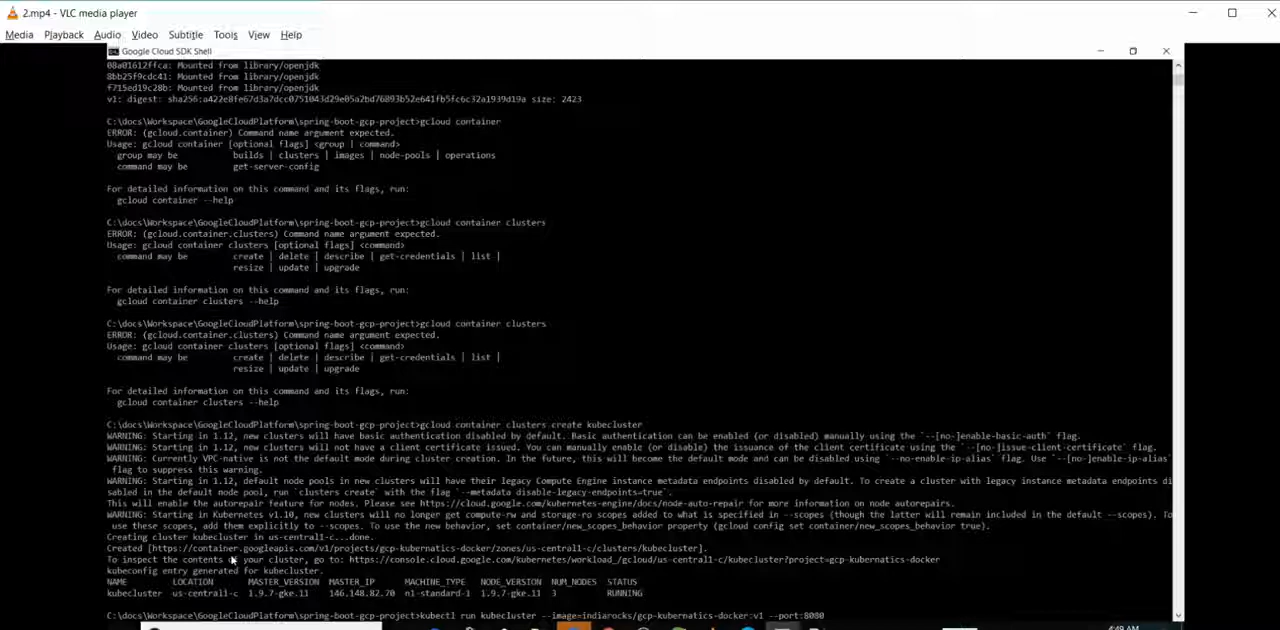 2.mp4 - VLC media player
Media Playback Audio Video Subtitle Tools View Help
Google Cloud SDK Shell
08a01612ffca: Mounted from library/openjdk
8bb25f9cdc41: Mounted from library/openjdk
f715ed19c28b: Mounted from library/openjdk
v1: digest: sha256:a422e8fe67d3a7dcc0751043d29e05a2bd76893b52e641fb5fc6c32a1939d19a size: 2423
C:\docs\Workspace\GoogleCloudPlatform\spring-boot-gcp-project>gcloud container
ERROR: (gcloud.container) Command name argument expected.
Usage: gcloud container [optional flags] <group | command>
group may be builds | clusters | images | node-pools | operations
command may be get-server-config
For detailed information on this command and its flags, run:
gcloud container --help
C:\docs\Workspace\GoogleCloudPlatform\spring-boot-gcp-project>gcloud container clusters
ERROR: (gcloud.container.clusters) Command name argument expected.
Usage: gcloud container clusters [optional flags] <command>
command may be create | delete | describe | get-credentials | list |
resize | update | upgrade
For detailed information on this command and its flags, run:
gcloud container clusters --help
C:\docs\Workspace\GoogleCloudPlatform\spring-boot-gcp-project>gcloud container clusters
ERROR: (gcloud.container.clusters) Command name argument expected.
Usage: gcloud container clusters [optional flags] <command>
command may be create | delete | describe | get-credentials | list |
resize | update | upgrade
For detailed information on this command and its flags, run:
gcloud container clusters --help
C:\docs\Workspace\GoogleCloudPlatform\spring-boot-gcp-project>gcloud container clusters create kubecluster
WARNING: Starting in 1.12, new clusters will have basic authentication disabled by default. Basic authentication can be enabled (or disabled) manually using the `--[no-]enable-basic-auth` flag.
WARNING: Starting in 1.12, new clusters will not have a client certificate issued. You can manually enable (or disable) the issuance of the client certificate using the `--[no-]issue-client-certificate` flag.
WARNING: Currently VPC-native is not the default mode during cluster creation. In the future, this will become the default mode and can be disabled using `--no-enable-ip-alias` flag. Use `--[no-]enable-ip-alias`
flag to suppress this warning.
WARNING: Starting in 1.12, default node pools in new clusters will have their legacy Compute Engine instance metadata endpoints disabled by default. To create a cluster with legacy instance metadata endpoints di
sabled in the default node pool, run `clusters create` with the flag `--metadata disable-legacy-endpoints=true`.
This will enable the autorepair feature for nodes. Please see https://cloud.google.com/kubernetes-engine/docs/node-auto-repair for more information on node autorepairs.
WARNING: Starting in Kubernetes v1.10, new clusters will no longer get compute-rw and storage-ro scopes added to what is specified in --scopes (though the latter will remain included in the default --scopes). To
use these scopes, add them explicitly to --scopes. To use the new behavior, set container/new_scopes_behavior property (gcloud config set container/new_scopes_behavior true).
Creating cluster kubecluster in us-central1-c...done.
Created [https://container.googleapis.com/v1/projects/gcp-kubernatics-docker/zones/us-central1-c/clusters/kubecluster].
To inspect the contents of your cluster, go to: https://console.cloud.google.com/kubernetes/workload_/gcloud/us-central1-c/kubecluster?project=gcp-kubernatics-docker
kubeconfig entry generated for kubecluster.
NAME LOCATION MASTER_VERSION MASTER_IP MACHINE_TYPE NODE_VERSION NUM_NODES STATUS
kubecluster us-central1-c 1.9.7-gke.11 146.148.82.70 n1-standard-1 1.9.7-gke.11 3 RUNNING
C:\docs\Workspace\GoogleCloudPlatform\spring-boot-gcp-project>kubectl run kubecluster --image=indiarocks/gcp-kubernatics-docker:v1 --port:8080
4:49 AM